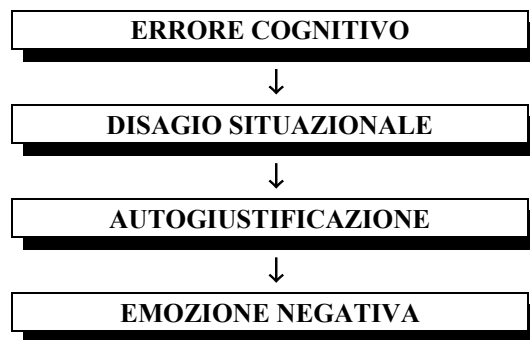 ERRORE COGNITIVO
↓
DISAGIO SITUAZIONALE
↓
AUTOGIUSTIFICAZIONE
↓
EMOZIONE NEGATIVA